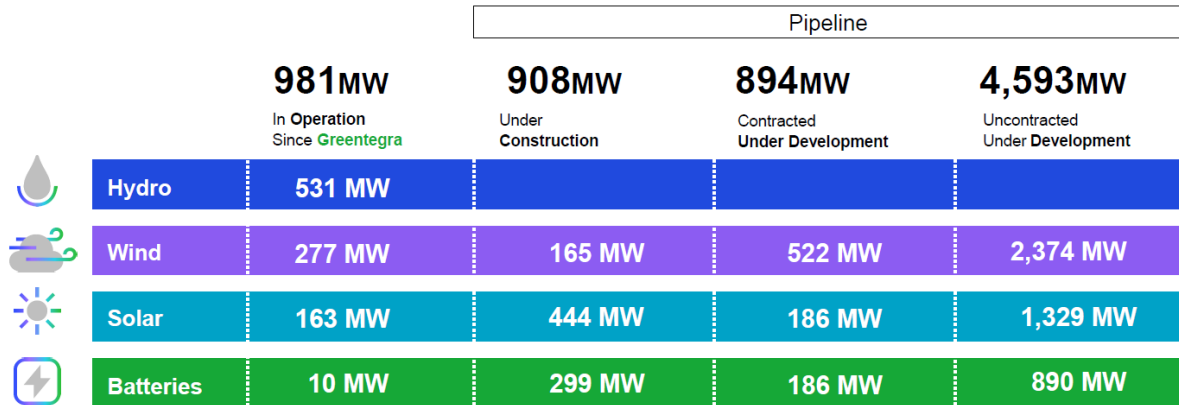 Pipeline
981MW 908MW 894MW 4,593MW
In Operation Under Contracted Uncontracted
Since Greentegra Construction Under Development Under Development
Hydro 531 MW
Wind 277 MW 165 MW 522 MW 2,374 MW
Solar 163 MW 444 MW 186 MW 1,329 MW
Batteries 10 MW 299 MW 186 MW 890 MW